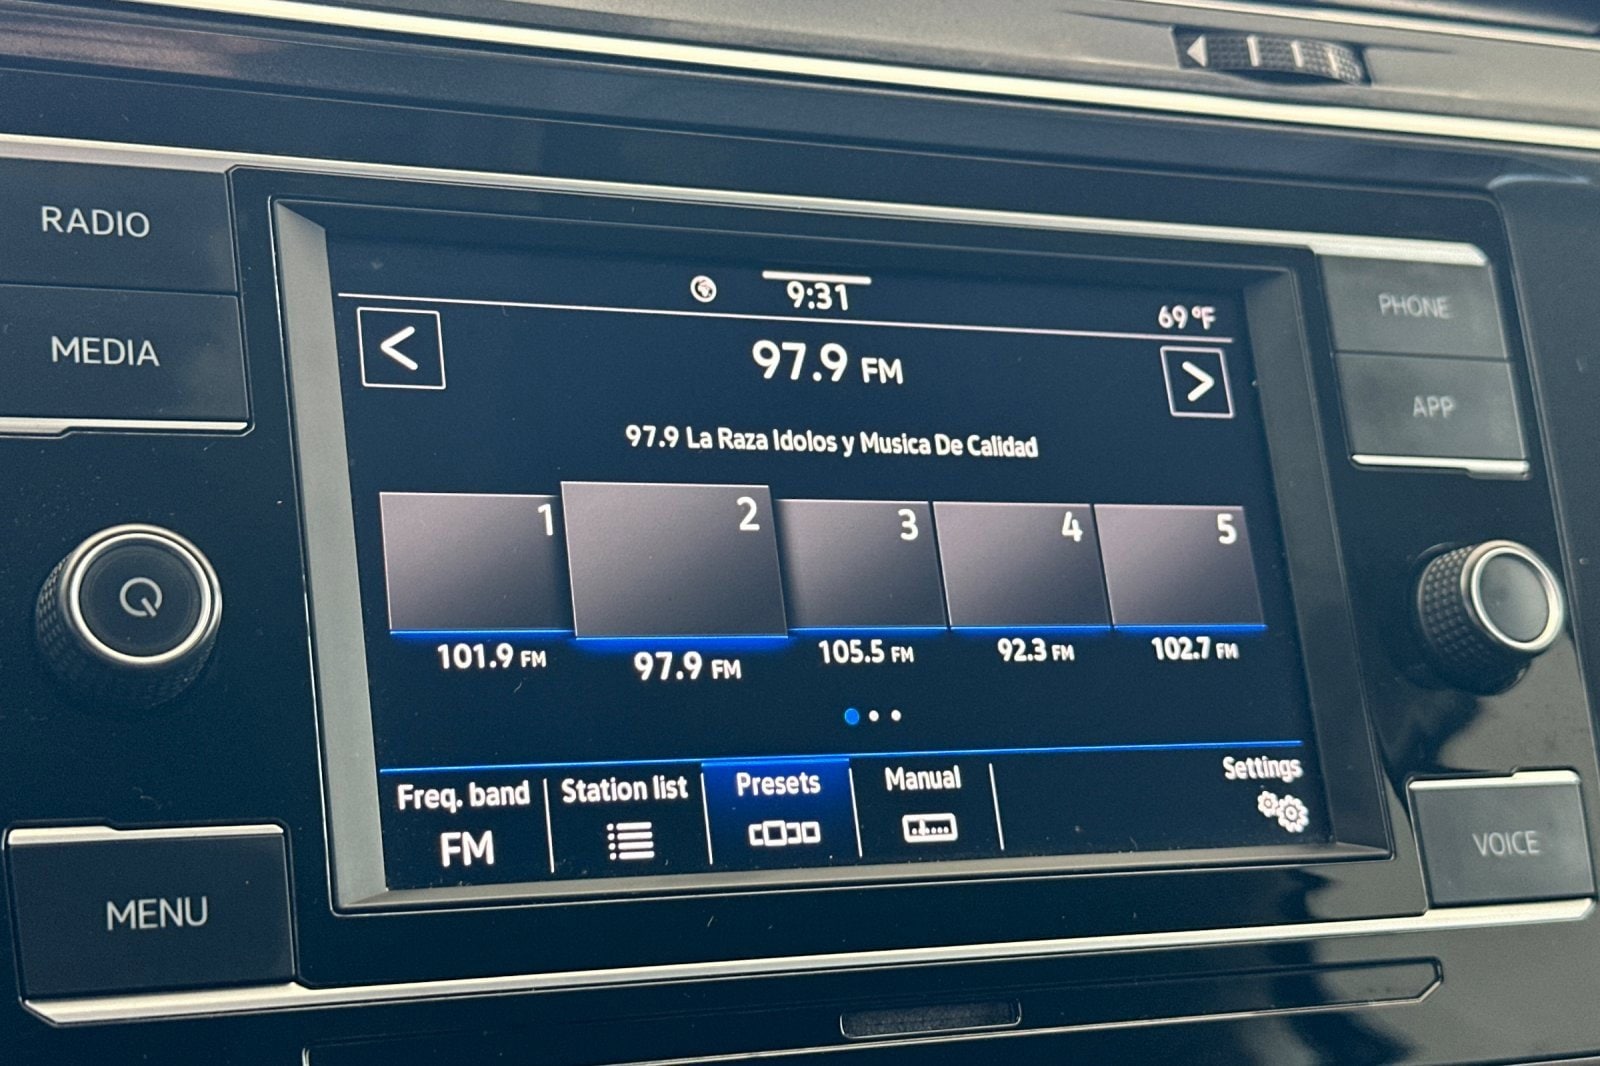 RADIO
MEDIA
MENU
9:31
69°F
<
97.9 FM
>
97.9 La Raza Idolos y Musica De Calidad
1
2
3
4
5
101.9 FM
97.9 FM
105.5 FM
92.3 FM
102.7 FM
Freq. band
FM
Station list
Presets
Manual
Settings
PHONE
APP
VOICE